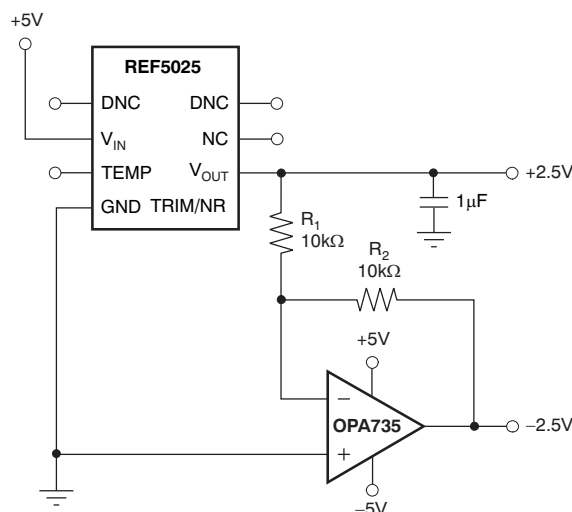 +5V
REF5025
DNC DNC
V_IN NC
TEMP V_OUT
GND TRIM/NR
+2.5V
1μF
R_1
10kΩ
R_2
10kΩ
+5V
−
OPA735
+
−2.5V
−5V